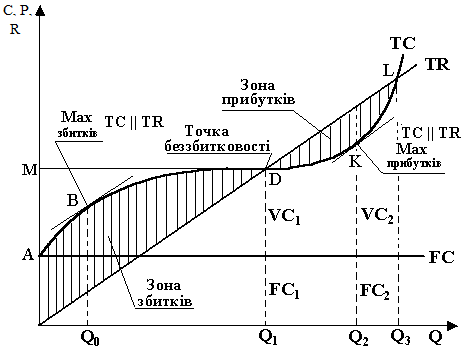 C, P,
R
TC
TR
L
Зона
прибутків
Max
збитків
TC || TR
Точка
беззбитковості
TC || TR
Max
прибутків
K
M
D
B
VC₁
VC₂
A
FC
Зона
збитків
FC₁
FC₂
Q₀
Q₁
Q₂
Q₃
Q